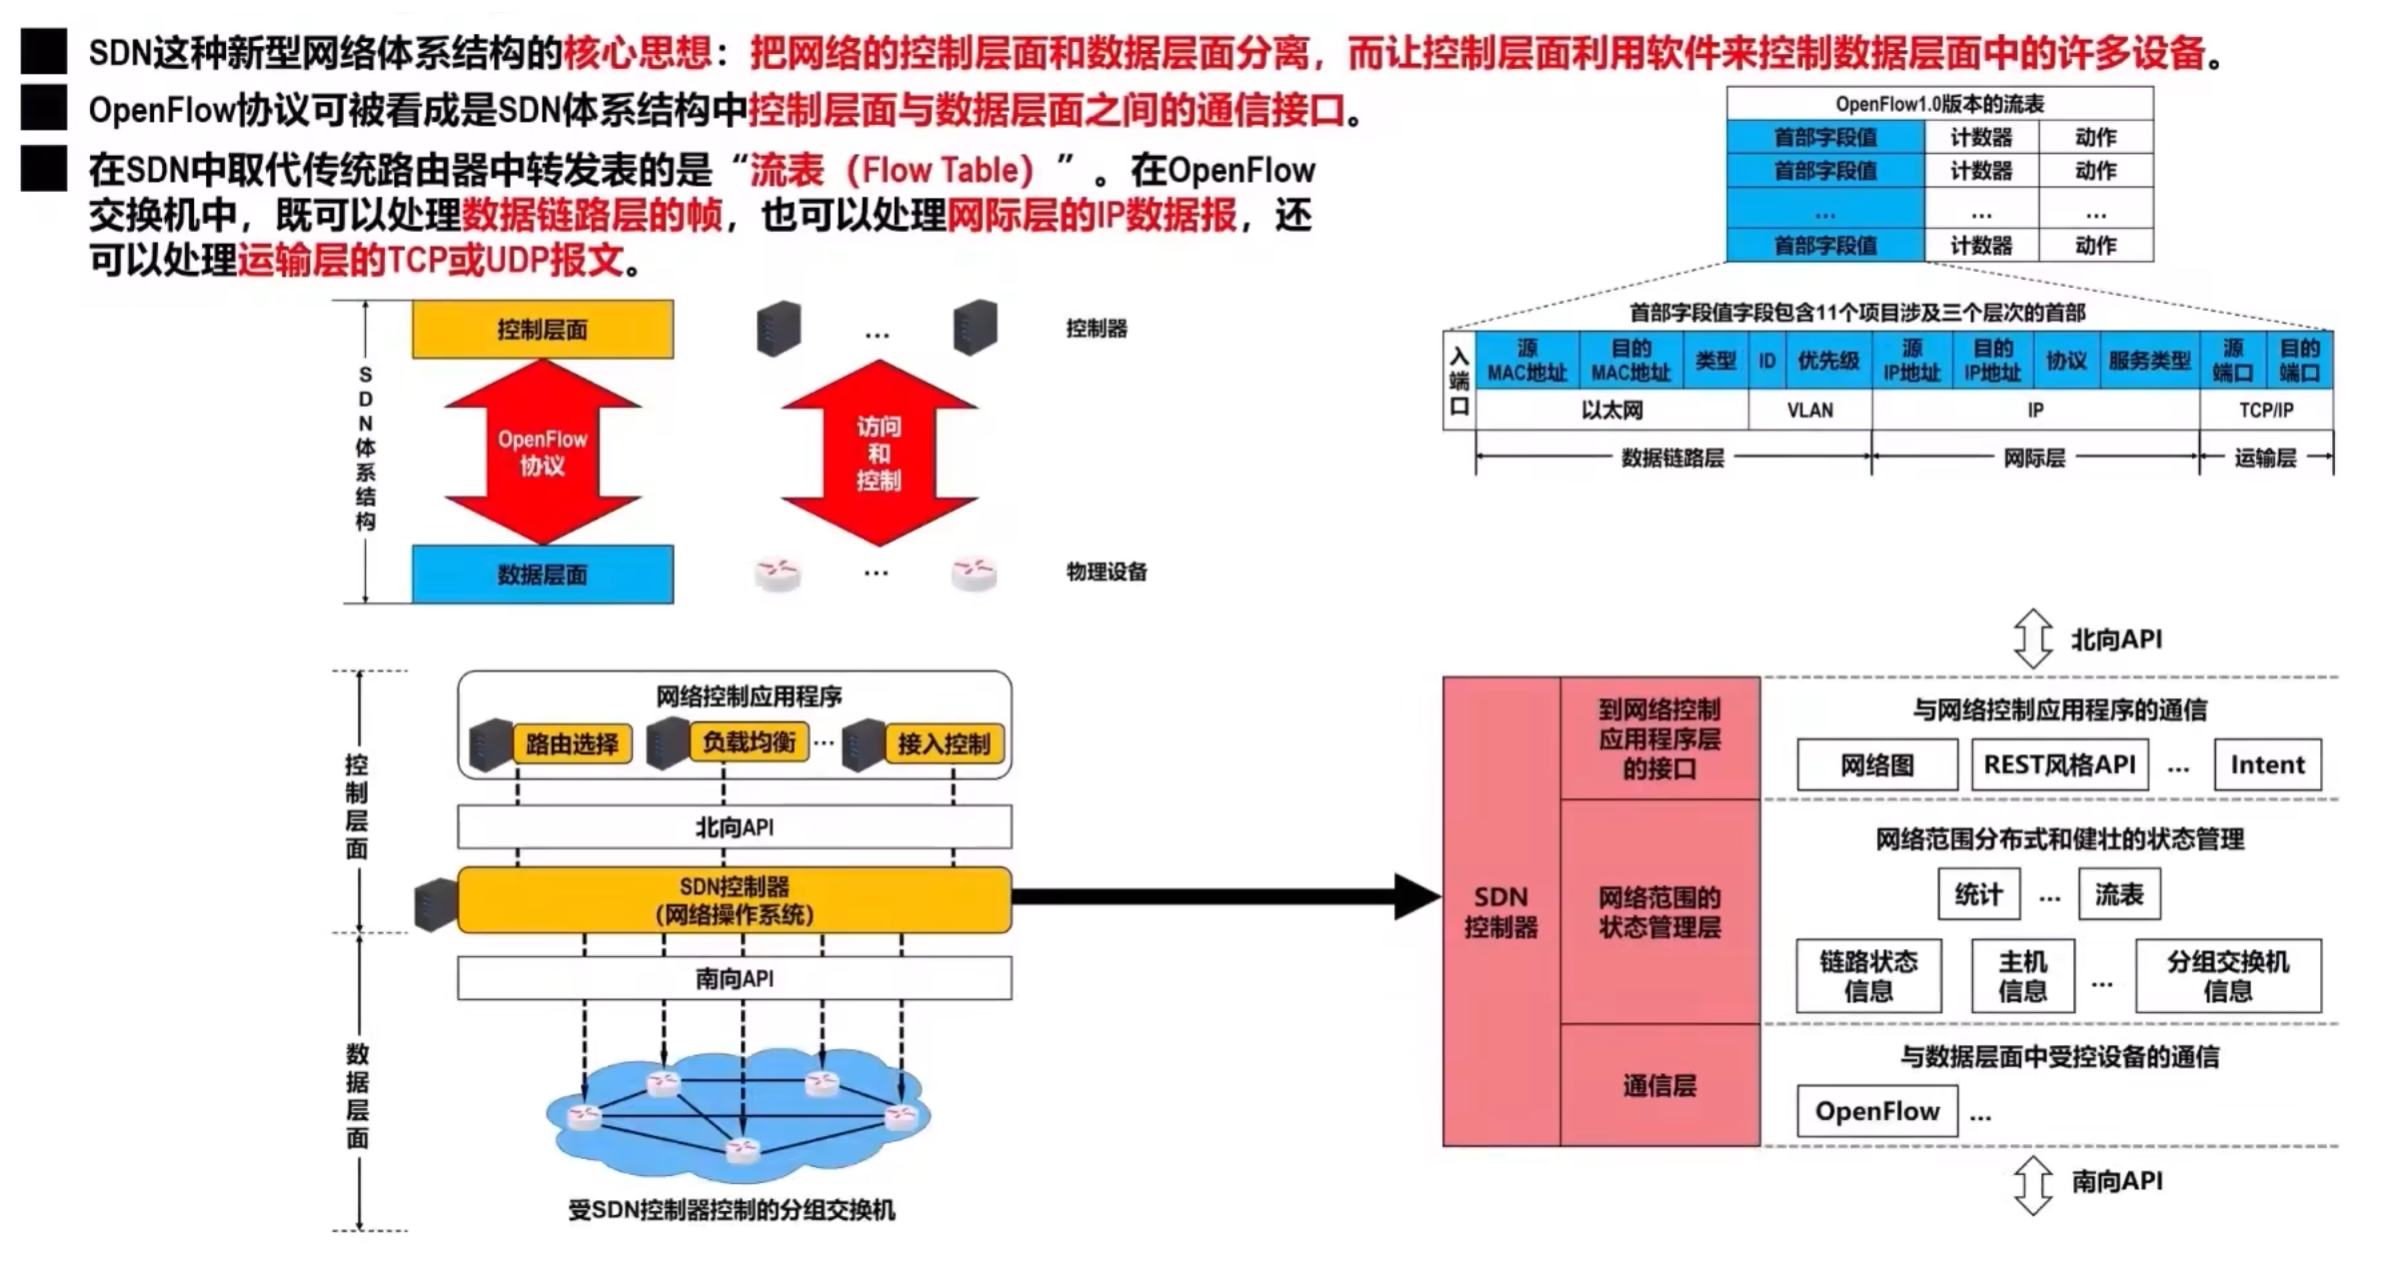 SDN这种新型网络体系结构的核心思想：把网络的控制层面和数据层面分离，而让控制层面利用软件来控制数据层面中的许多设备。
OpenFlow协议可被看成是SDN体系结构中控制层面与数据层面之间的通信接口。
在SDN中取代传统路由器中转发表的是“流表（Flow Table）”。在OpenFlow
交换机中，既可以处理数据链路层的帧，也可以处理网际层的IP数据报，还
可以处理运输层的TCP或UDP报文。
OpenFlow1.0版本的流表
首部字段值 计数器 动作
首部字段值 计数器 动作
... ... ...
首部字段值 计数器 动作
首部字段值字段包含11个项目涉及三个层次的首部
入端口
源
MAC地址
目的
MAC地址
类型
ID
优先级
源
IP地址
目的
IP地址
协议
服务类型
源
端口
目的
端口
以太网 VLAN IP TCP/IP
数据链路层 网际层 运输层
SDN体系结构
控制层面
OpenFlow
协议
数据层面
... 控制器
访问
和
控制
... 物理设备
控制层面
网络控制应用程序
路由选择 负载均衡 ... 接入控制
北向API
SDN控制器
（网络操作系统）
数据层面
南向API
受SDN控制器控制的分组交换机
北向API
SDN
控制器
到网络控制
应用程序层
的接口
与网络控制应用程序的通信
网络图 REST风格API ... Intent
网络范围的
状态管理层
网络范围分布式和健壮的状态管理
统计 ... 流表
链路状态
信息
主机
信息
...
分组交换机
信息
通信层
与数据层面中受控设备的通信
OpenFlow ...
南向API